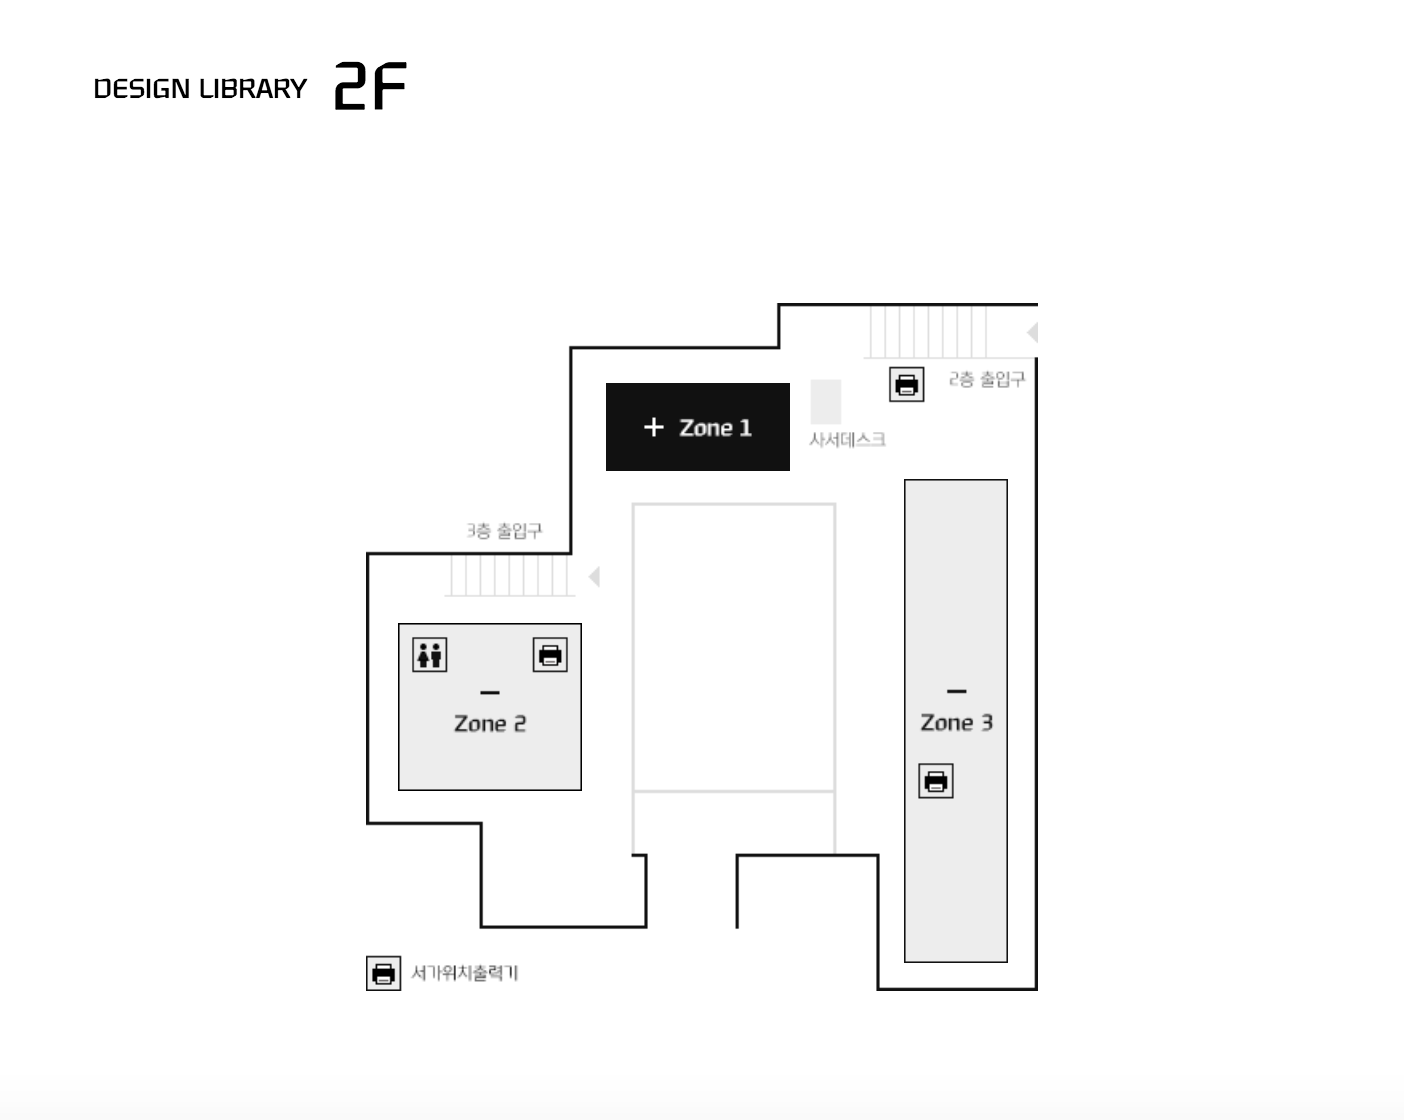 DESIGN LIBRARY 2F
2층 출입구
+ Zone 1
사서데스크
3층 출입구
Zone 2
Zone 3
서가위치출력기